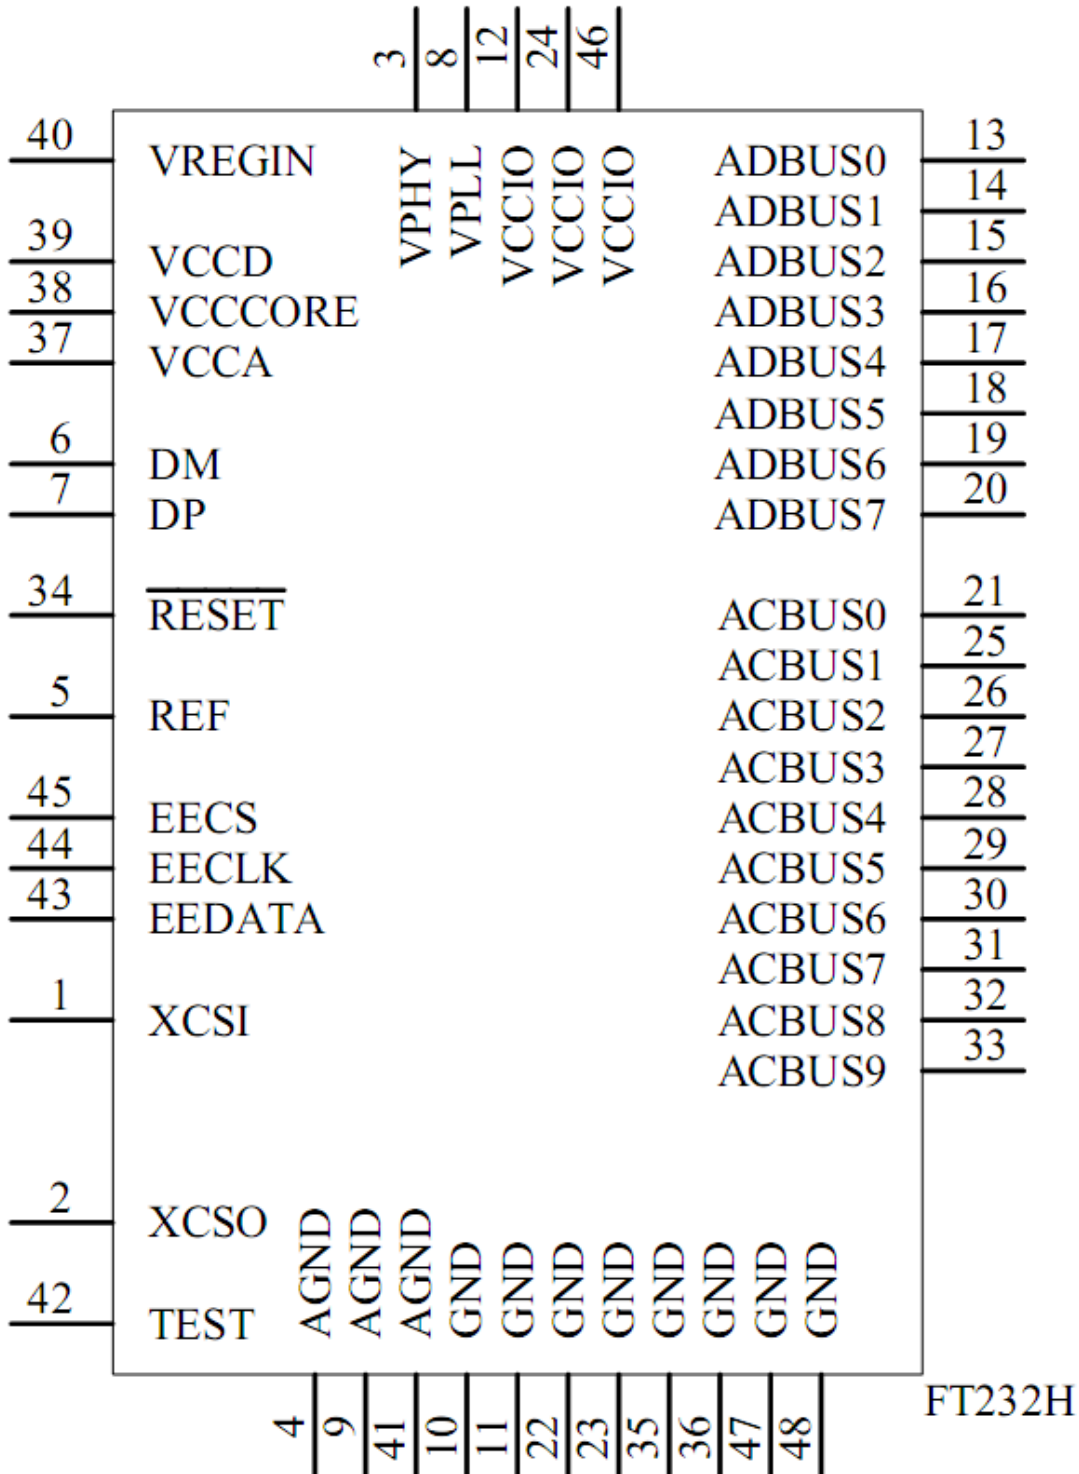 3 8 12 24 46
VPHY VPLL VCCIO VCCIO VCCIO
40 VREGIN
39 VCCD
38 VCCCORE
37 VCCA
6 DM
7 DP
34 RESET
5 REF
45 EECS
44 EECLK
43 EEDATA
1 XCSI
2 XCSO
42 TEST
ADBUS0 13
ADBUS1 14
ADBUS2 15
ADBUS3 16
ADBUS4 17
ADBUS5 18
ADBUS6 19
ADBUS7 20
ACBUS0 21
ACBUS1 25
ACBUS2 26
ACBUS3 27
ACBUS4 28
ACBUS5 29
ACBUS6 30
ACBUS7 31
ACBUS8 32
ACBUS9 33
AGND AGND AGND GND GND GND GND GND GND GND GND
4 9 41 10 11 22 23 35 36 47 48
FT232H